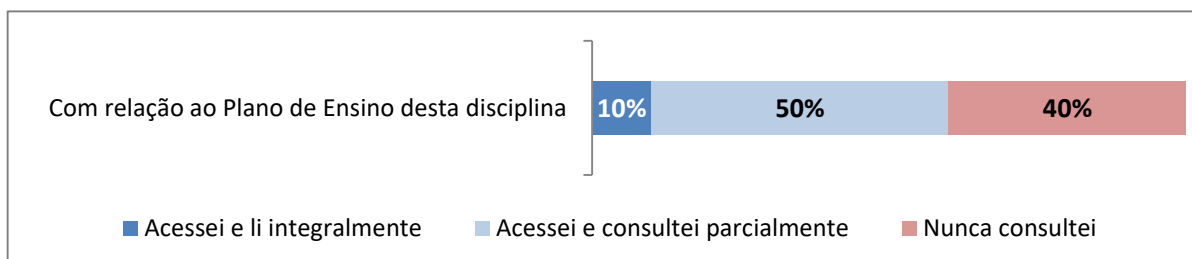 Com relação ao Plano de Ensino desta disciplina 10% 50% 40%
Acessei e li integralmente Acessei e consultei parcialmente Nunca consultei